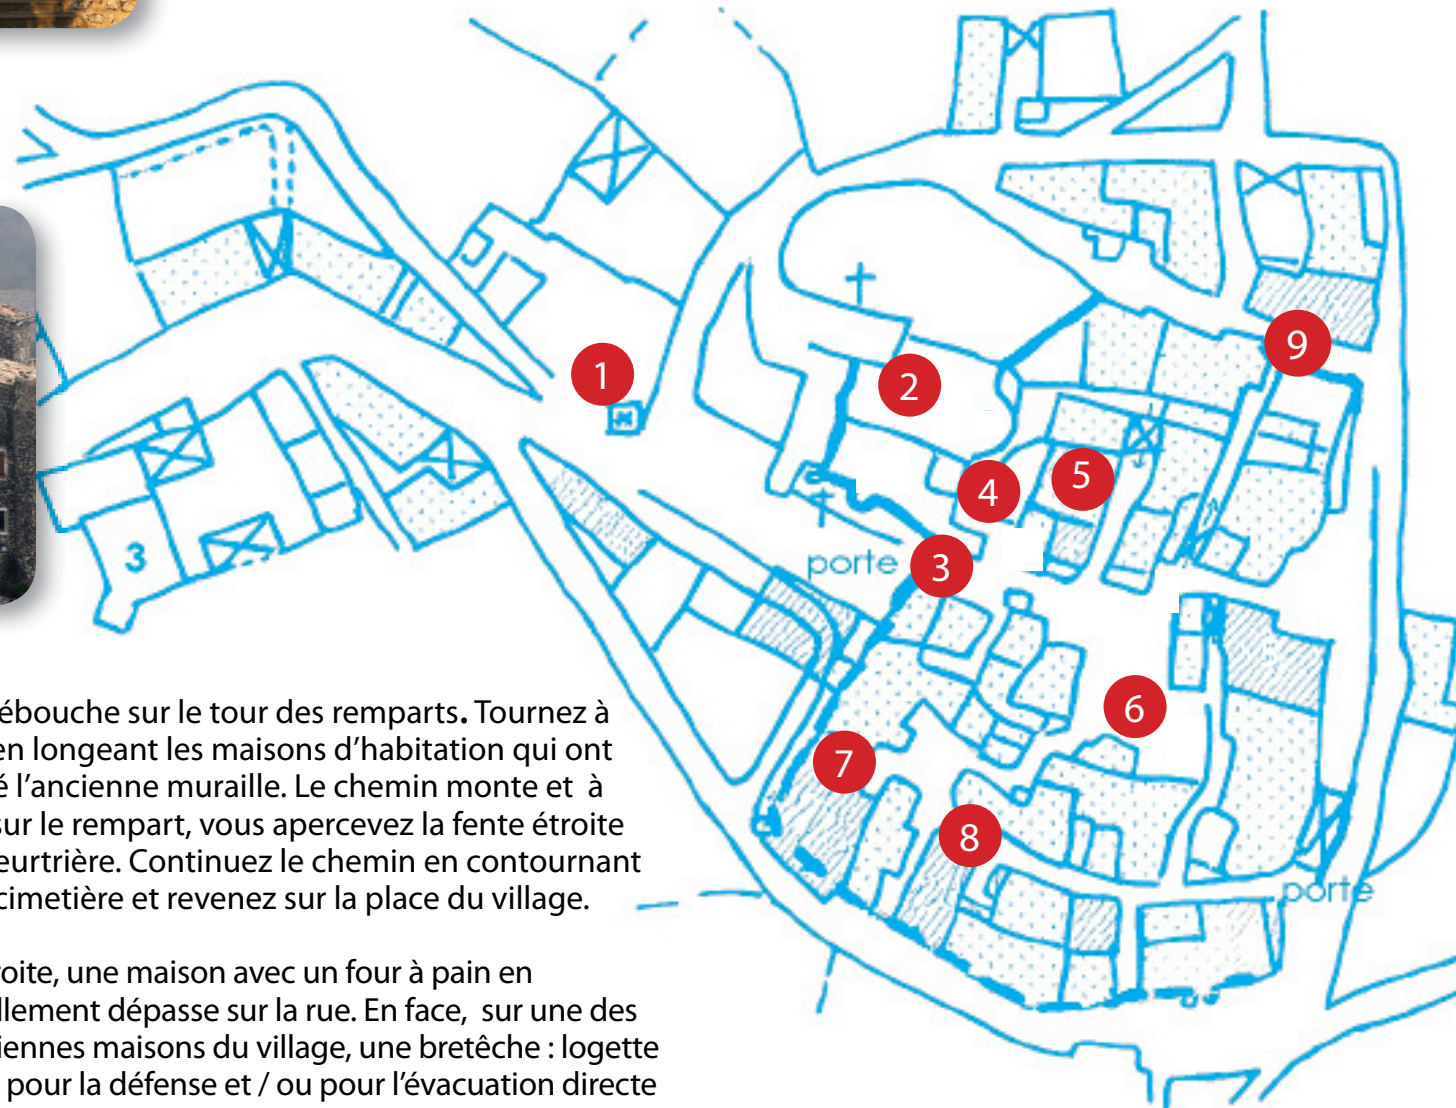 1
2
9
5
4
3
porte
3
6
7
8
porte
ébouche sur le tour des remparts. Tournez à
en longeant les maisons d'habitation qui ont
é l'ancienne muraille. Le chemin monte et à
sur le rempart, vous apercevez la fente étroite
eurtrière. Continuez le chemin en contournant
cimetière et revenez sur la place du village.
roite, une maison avec un four à pain en
llement dépasse sur la rue. En face, sur une des
iennes maisons du village, une bretêche : logette
pour la défense et / ou pour l'évacuation directe